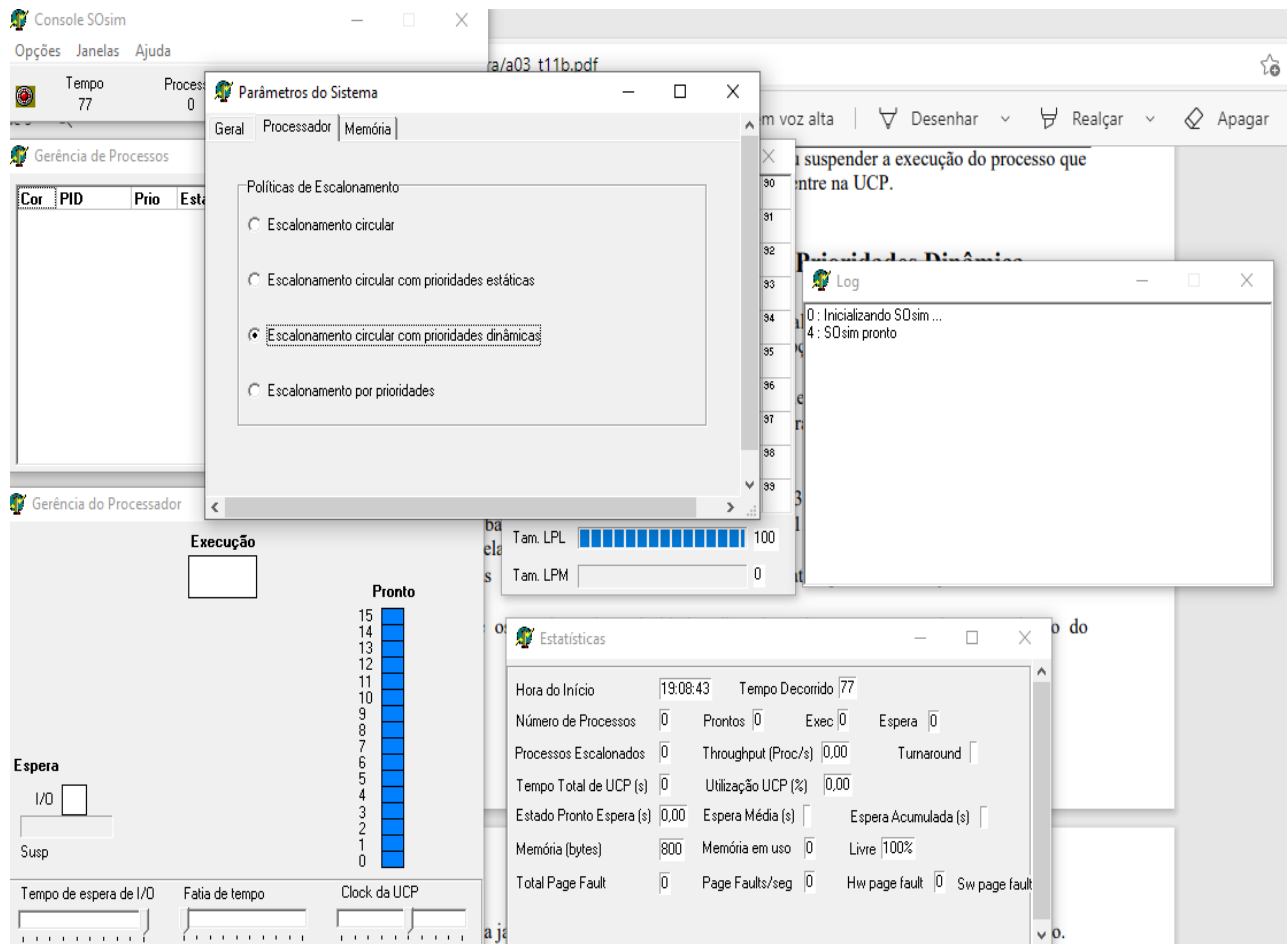 Console SOsim
Opções Janelas Ajuda
Tempo
77
0
ra/a03_t11b.pdf
m voz alta Desenhar Realçar Apagar
Parâmetros do Sistema
Geral Processador Memória
Políticas de Escalonamento
Escalonamento circular
Escalonamento circular com prioridades estáticas
Escalonamento circular com prioridades dinâmicas
Escalonamento por prioridades
Gerência de Processos
Cor PID Prio
90
91
92
93
94
95
96
97
98
99
Tam. LPL 100
Tam. LPM 0
suspender a execução do processo que
entre na UCP.
Prioridades Dinâmica
Log
0 : Inicializando SOsim ...
4 : SOsim pronto
Gerência do Processador
Execução
Pronto
15
14
13
12
11
10
9
8
7
6
5
4
3
2
1
0
Espera
I/O
Susp
Tempo de espera de I/O Fatia de tempo Clock da UCP
do
Estatísticas
Hora do Início 19:08:43 Tempo Decorrido 77
Número de Processos 0 Prontos 0 Exec 0 Espera 0
Processos Escalonados 0 Throughput (Proc/s) 0,00 Turnaround
Tempo Total de UCP (s) 0 Utilização UCP (%) 0,00
Estado Pronto Espera (s) 0,00 Espera Média (s) Espera Acumulada (s)
Memória (bytes) 800 Memória em uso 0 Livre 100%
Total Page Fault 0 Page Faults/seg 0 Hw page fault 0 Sw page fault